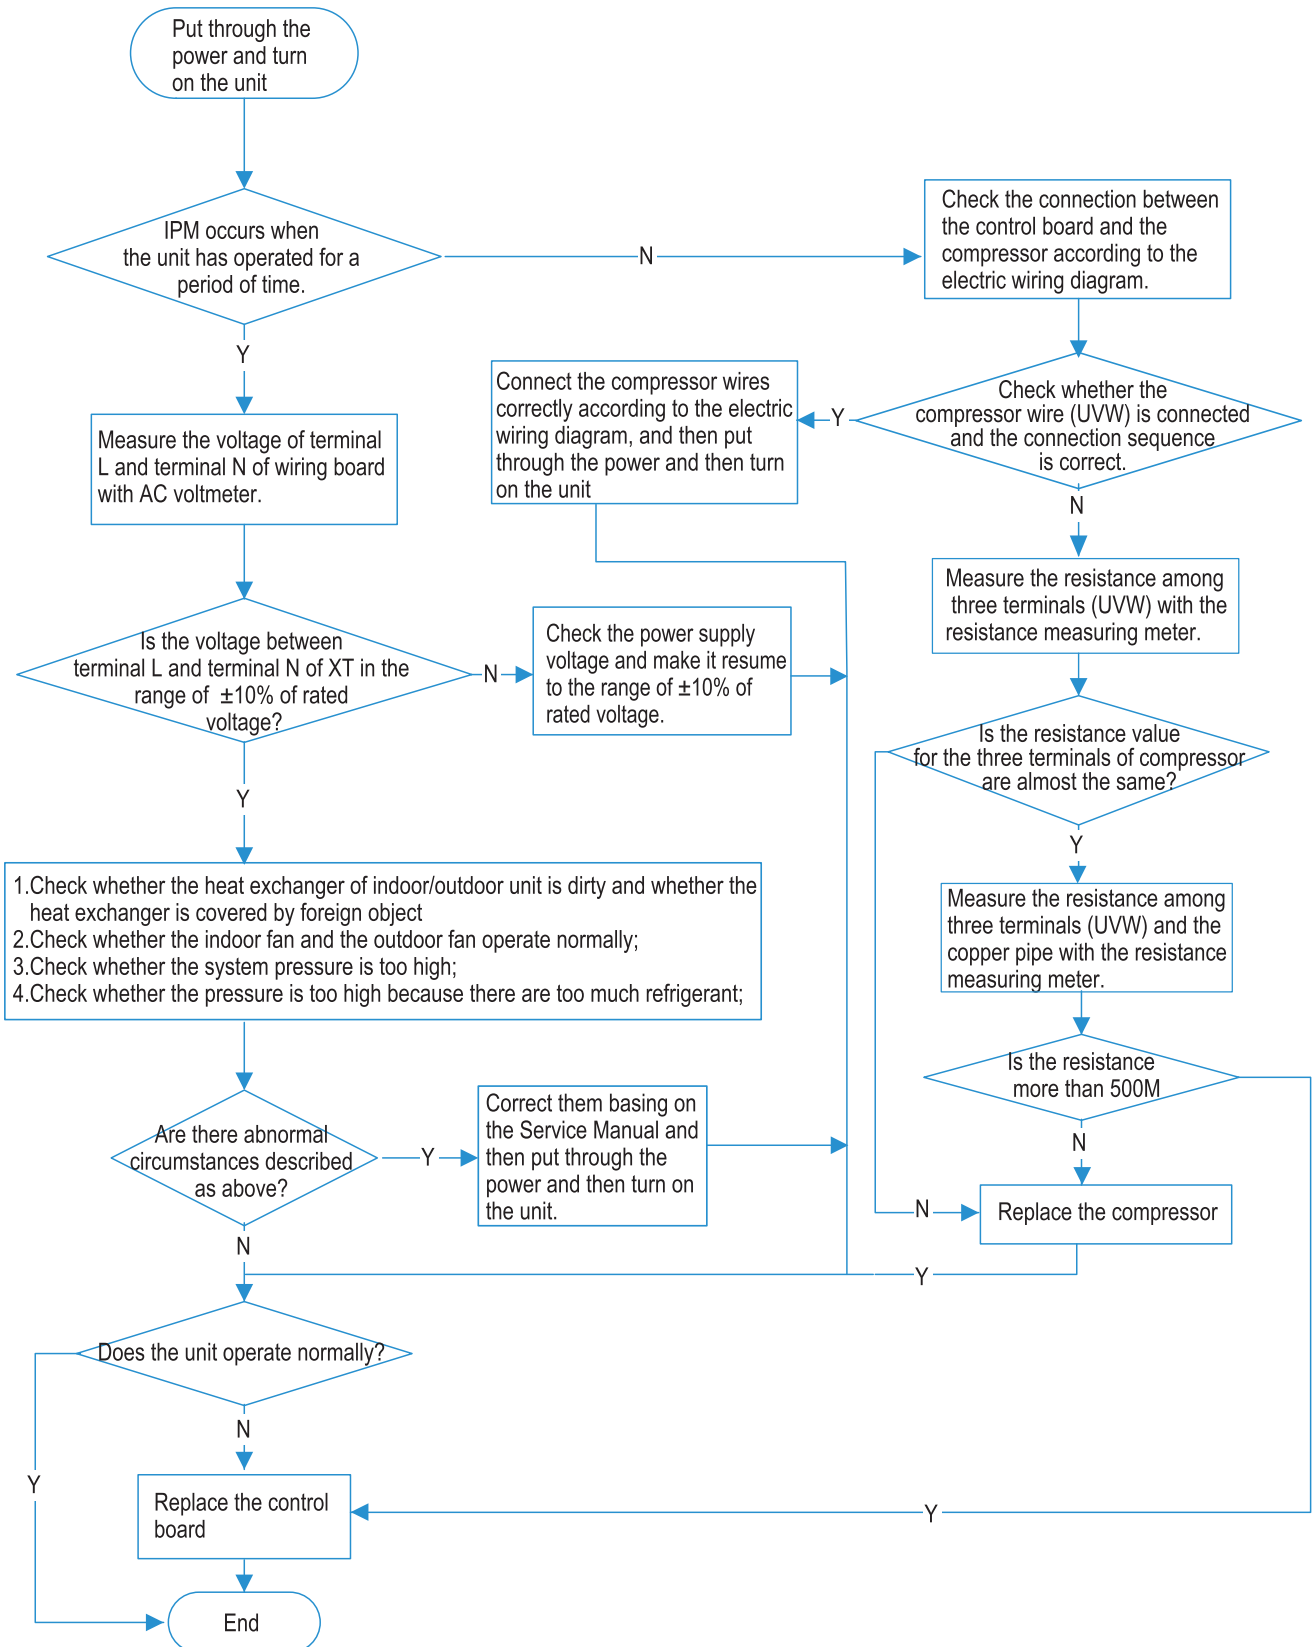 Put through the
power and turn
on the unit
IPM occurs when
the unit has operated for a
period of time.
N
Check the connection between
the control board and the
compressor according to the
electric wiring diagram.
Y
Measure the voltage of terminal
L and terminal N of wiring board
with AC voltmeter.
Connect the compressor wires
correctly according to the electric
wiring diagram, and then put
through the power and then turn
on the unit
Y
Check whether the
compressor wire (UVW) is connected
and the connection sequence
is correct.
N
Measure the resistance among
three terminals (UVW) with the
resistance measuring meter.
Is the voltage between
terminal L and terminal N of XT in the
range of ±10% of rated
voltage?
N
Check the power supply
voltage and make it resume
to the range of ±10% of
rated voltage.
Is the resistance value
for the three terminals of compressor
are almost the same?
Y
Y
1.Check whether the heat exchanger of indoor/outdoor unit is dirty and whether the
heat exchanger is covered by foreign object
2.Check whether the indoor fan and the outdoor fan operate normally;
3.Check whether the system pressure is too high;
4.Check whether the pressure is too high because there are too much refrigerant;
Measure the resistance among
three terminals (UVW) and the
copper pipe with the resistance
measuring meter.
Is the resistance
more than 500M
Are there abnormal
circumstances described
as above?
Y
Correct them basing on
the Service Manual and
then put through the
power and then turn on
the unit.
N
N
Replace the compressor
N
Y
Does the unit operate normally?
N
Y
Replace the control
board
Y
End